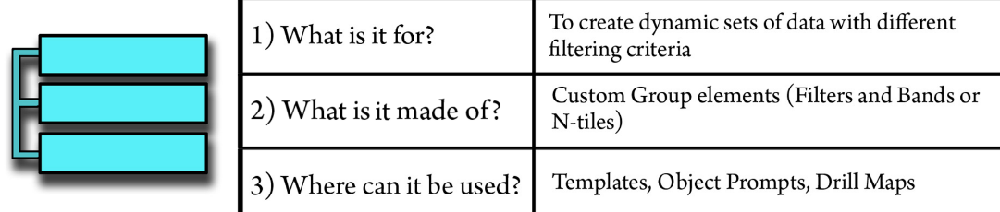 1) What is it for?
To create dynamic sets of data with different
filtering criteria
2) What is it made of?
Custom Group elements (Filters and Bands or
N-tiles)
3) Where can it be used?
Templates, Object Prompts, Drill Maps